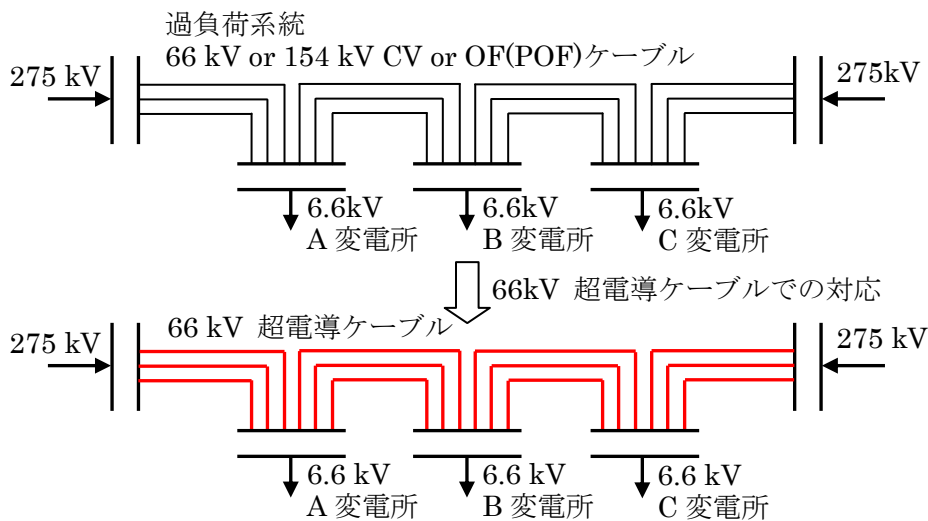 過負荷系統
66 kV or 154 kV CV or OF(POF)ケーブル
275 kV
275kV
6.6kV
A 変電所
6.6kV
B 変電所
6.6kV
C 変電所
66kV 超電導ケーブルでの対応
66 kV 超電導ケーブル
275 kV
275 kV
6.6 kV
A 変電所
6.6 kV
B 変電所
6.6 kV
C 変電所